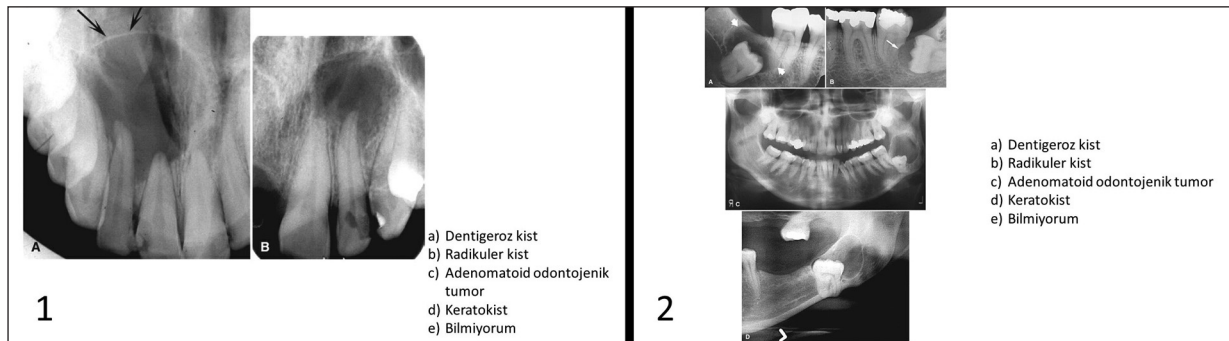 A
B
a) Dentigeroz kist
b) Radikuler kist
c) Adenomatoid odontojenik
tumor
d) Keratokist
e) Bilmiyorum
1
A
B
C
D
a) Dentigeroz kist
b) Radikuler kist
c) Adenomatoid odontojenik tumor
d) Keratokist
e) Bilmiyorum
2